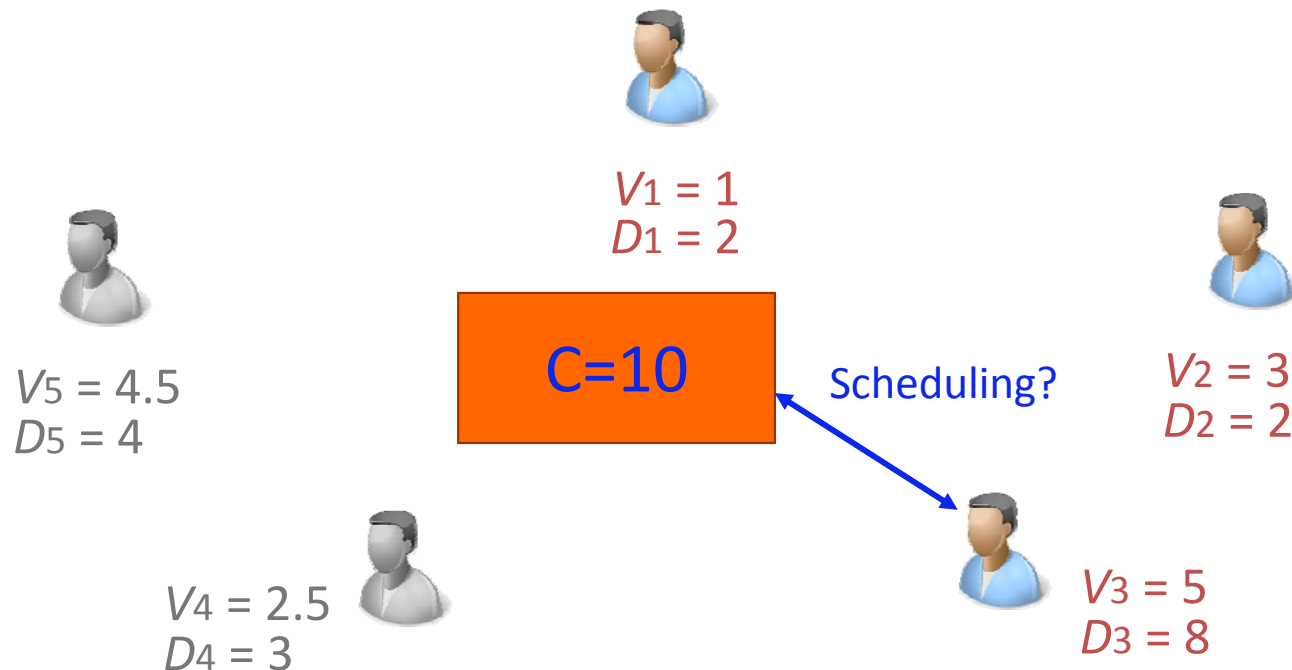 V1 = 1
D1 = 2
C=10
Scheduling?
V2 = 3
D2 = 2
V5 = 4.5
D5 = 4
V4 = 2.5
D4 = 3
V3 = 5
D3 = 8